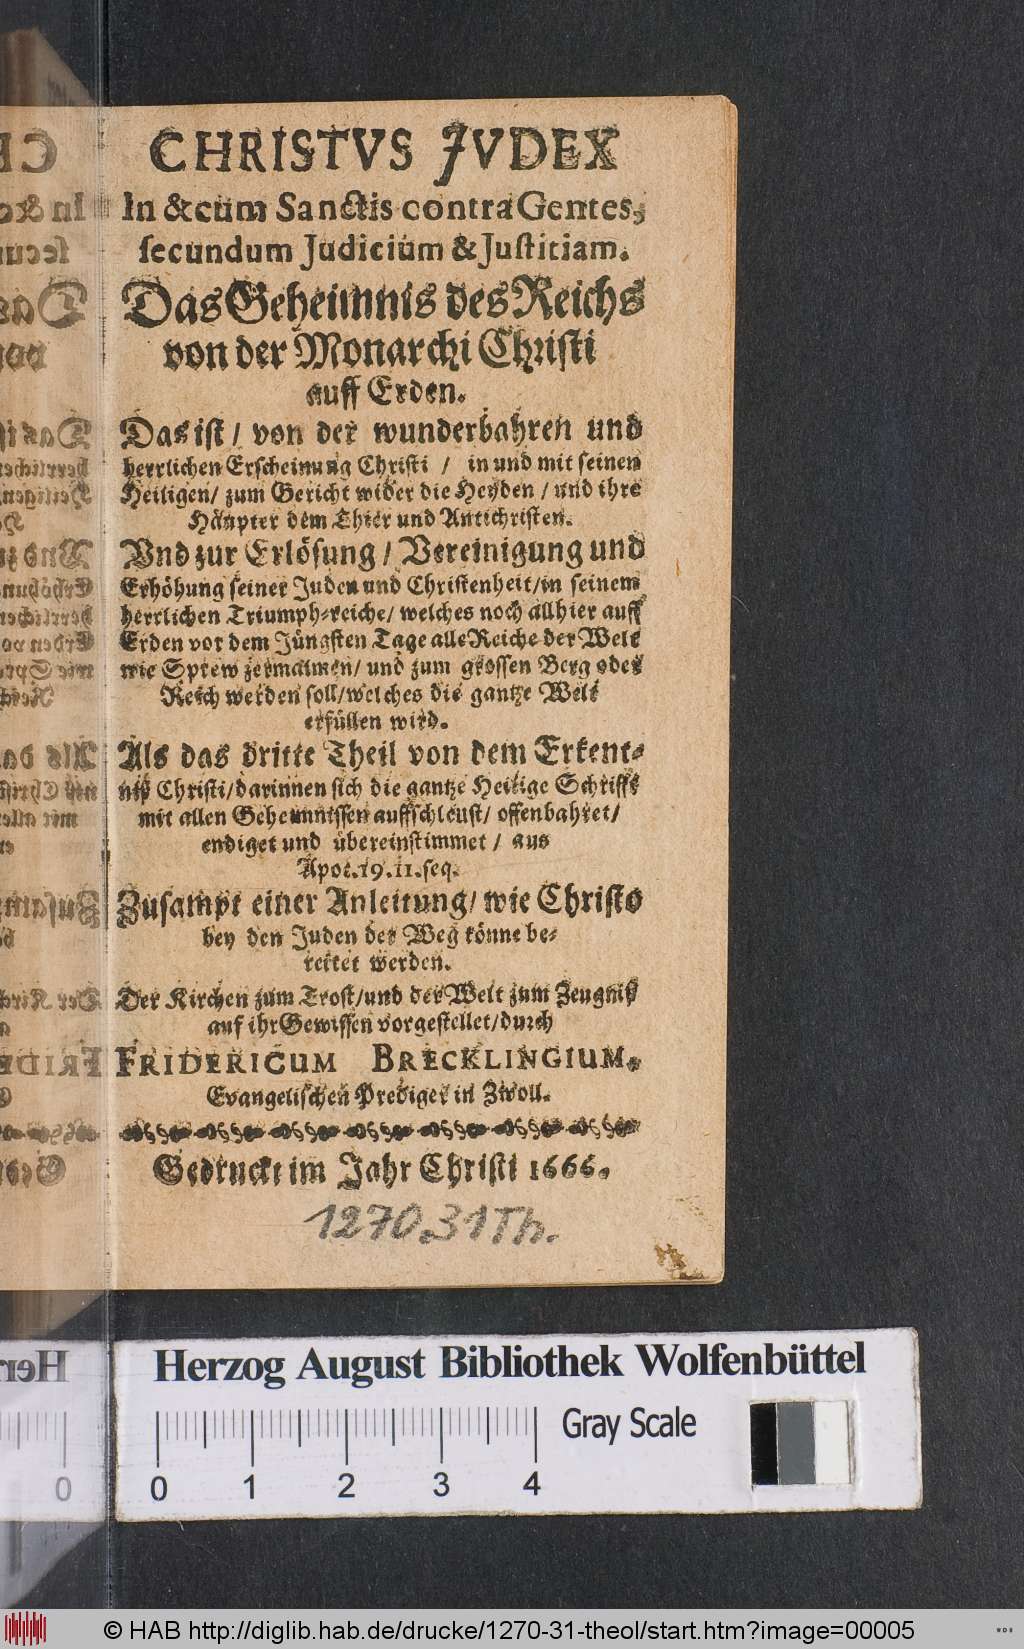 CHRISTVS JVDEX
In & cum Sanctis contra Gentes,
ſecundum Judicium & Juſtitiam.
Das Geheimnis des Reichs
von der Monarchi Chriſti
auff Erden.
Das iſt / von der wunderbahren und
herrlichen Erſcheinung Chriſti / in und mit ſeinen
Heiligen / zum Gericht wider die Heyden / und ihre
Häupter dem Thier und Antichriſten.
Vnd zur Erlöſung / Vereinigung und
Erhöhung ſeiner Juden und Chriſtenheit / in ſeinem
herrlichen Triumph-reiche / welches noch allhier auff
Erden vor dem Jüngſten Tage alle Reiche der Welt
wie Sprew zermalmen / und zum groſſen Berg oder
Reich werden ſoll / welches die gantze Welt
erfüllen wird.
Als das dritte Theil von dem Erkent-
niß Chriſti / darinnen ſich die gantze Heilige Schrifft
mit allen Geheimniſſen auffſchleuſt / offenbahret /
endiget und übereinſtimmet / aus
Apoc. 19. 11. ſeq.
Zuſampt einer Anleitung / wie Chriſto
bey den Juden der Weg könne be-
reitet werden.
Der Kirchen zum Troſt / und der Welt zum Zeugniß
auf ihr Gewiſſen vorgeſtellet / durch
FRIDERICUM BRECKLINGIUM.
Evangeliſchen Prediger in Zwoll.
Gedruckt im Jahr Chriſti 1666.
1270.31 Th.
Herzog August Bibliothek Wolfenbüttel
Gray Scale
0 1 2 3 4
© HAB http://diglib.hab.de/drucke/1270-31-theol/start.htm?image=00005